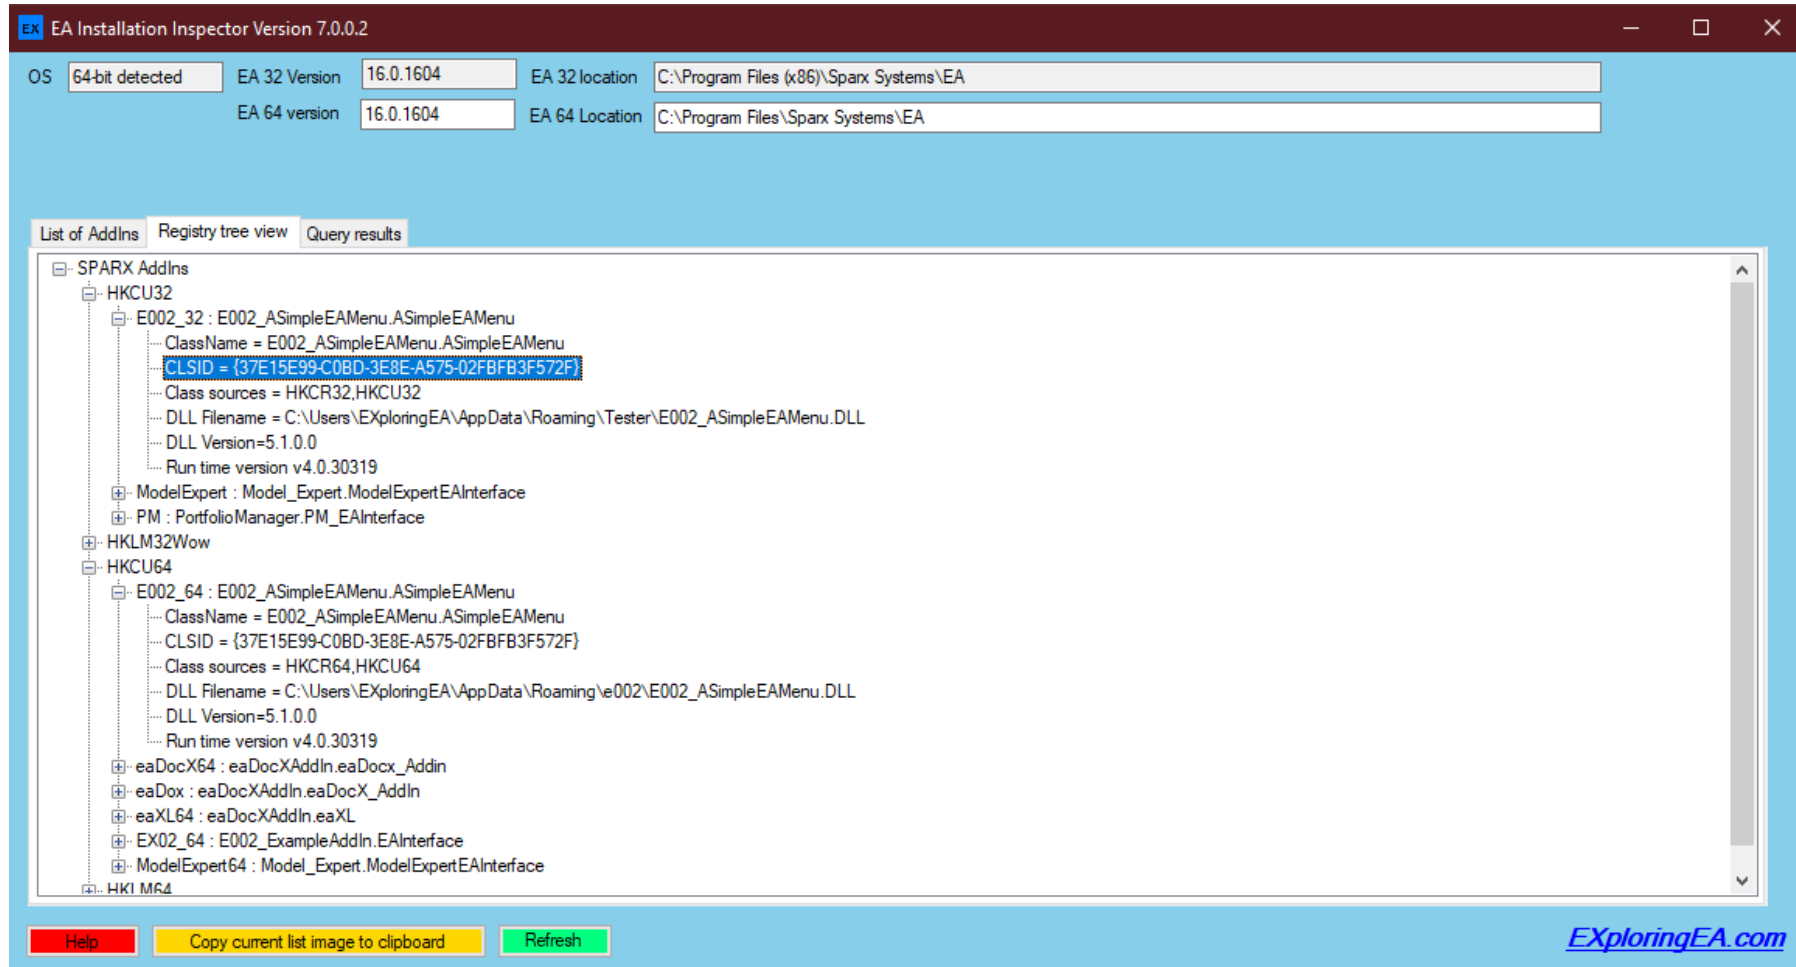 EX EA Installation Inspector Version 7.0.0.2
OS 64-bit detected EA 32 Version 16.0.1604 EA 32 location C:\Program Files (x86)\Sparx Systems\EA
EA 64 version 16.0.1604 EA 64 Location C:\Program Files\Sparx Systems\EA
List of AddIns Registry tree view Query results
SPARX AddIns
HKCU32
E002_32 : E002_ASimpleEAMenu.ASimpleEAMenu
ClassName = E002_ASimpleEAMenu.ASimpleEAMenu
CLSID = {37E15E99-C0BD-3E8E-A575-02FBFB3F572F}
Class sources = HKCR32,HKCU32
DLL Filename = C:\Users\EXploringEA\AppData\Roaming\Tester\E002_ASimpleEAMenu.DLL
DLL Version=5.1.0.0
Run time version v4.0.30319
ModelExpert : Model_Expert.ModelExpertEAInterface
PM : PortfolioManager.PM_EAInterface
HKLM32Wow
HKCU64
E002_64 : E002_ASimpleEAMenu.ASimpleEAMenu
ClassName = E002_ASimpleEAMenu.ASimpleEAMenu
CLSID = {37E15E99-C0BD-3E8E-A575-02FBFB3F572F}
Class sources = HKCR64,HKCU64
DLL Filename = C:\Users\EXploringEA\AppData\Roaming\e002\E002_ASimpleEAMenu.DLL
DLL Version=5.1.0.0
Run time version v4.0.30319
eaDocX64 : eaDocXAddIn.eaDocx_Addin
eaDox : eaDocXAddIn.eaDocX_AddIn
eaXL64 : eaDocXAddin.eaXL
EX02_64 : E002_ExampleAddIn.EAInterface
ModelExpert64 : Model_Expert.ModelExpertEAInterface
HKLM64
Help Copy current list image to clipboard Refresh EXploringEA.com